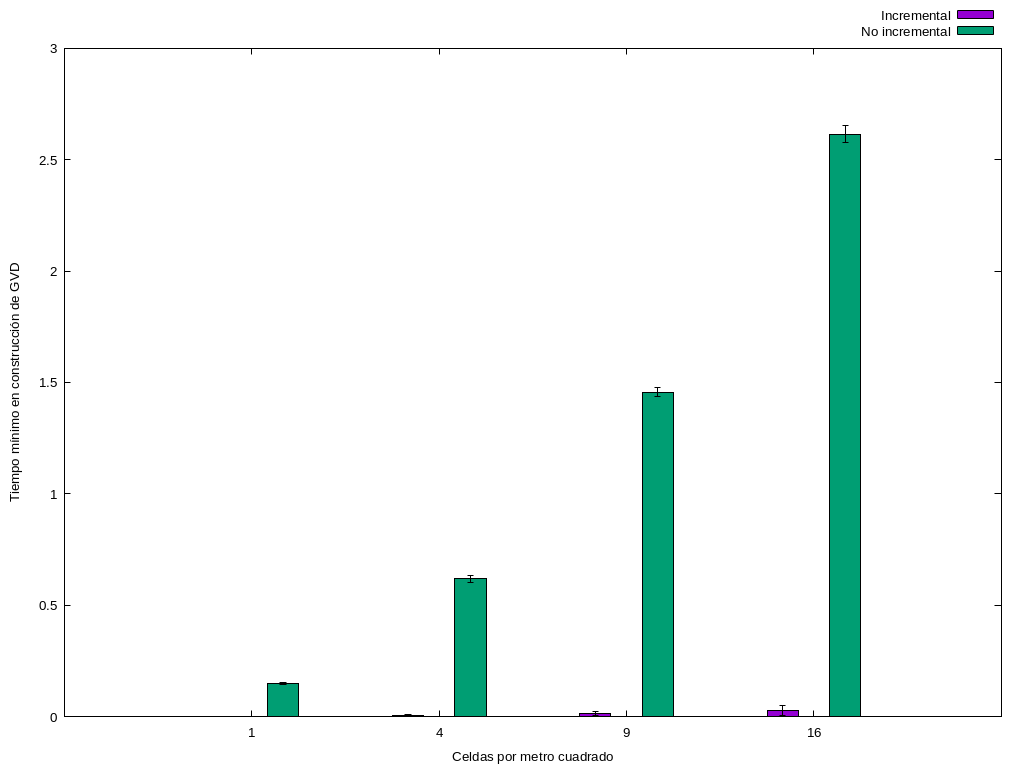 Incremental
No incremental
3
2.5
2
1.5
1
0.5
0
Tiempo mínimo en construcción de GVD
1 4 9 16
Celdas por metro cuadrado